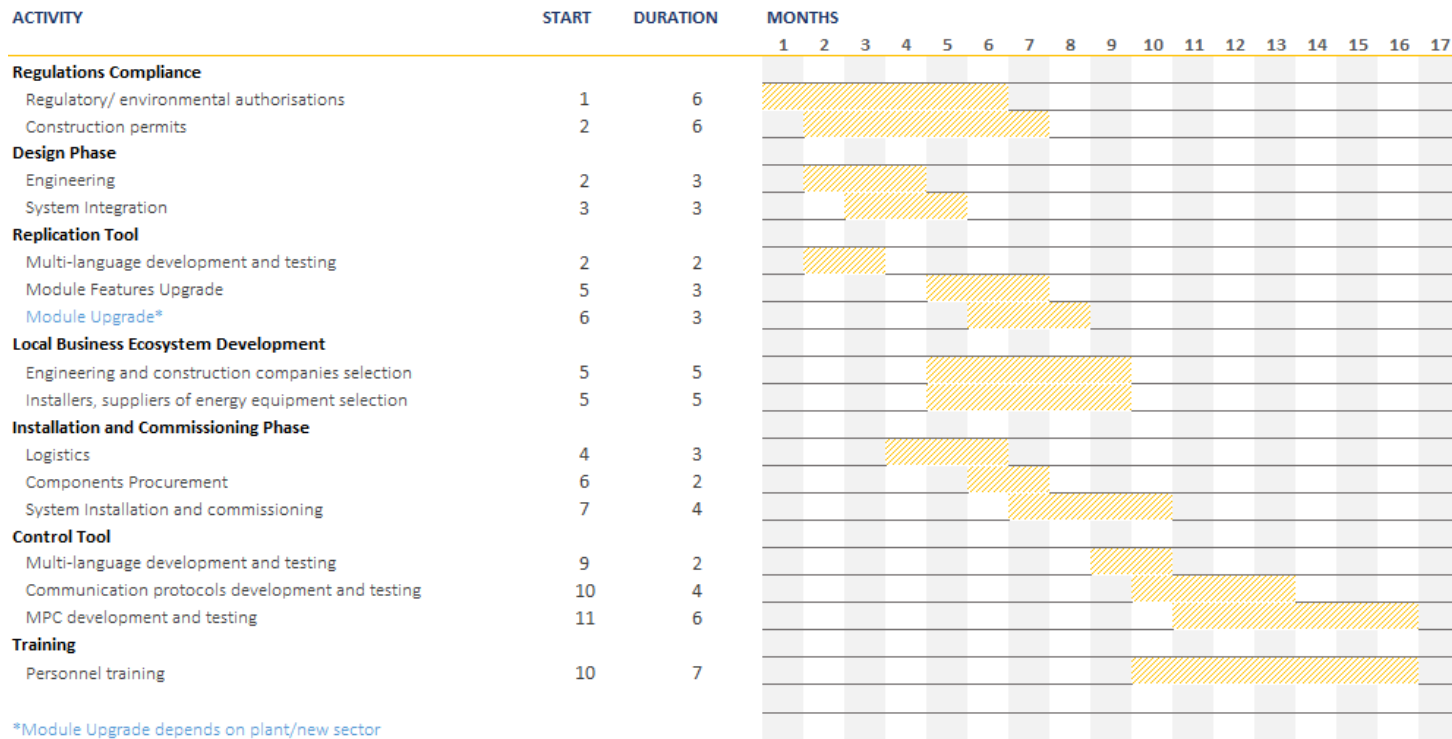 ACTIVITY START DURATION MONTHS
1 2 3 4 5 6 7 8 9 10 11 12 13 14 15 16 17
Regulations Compliance
Regulatory/ environmental authorisations 1 6
Construction permits 2 6
Design Phase
Engineering 2 3
System Integration 3 3
Replication Tool
Multi-language development and testing 2 2
Module Features Upgrade 5 3
Module Upgrade* 6 3
Local Business Ecosystem Development
Engineering and construction companies selection 5 5
Installers, suppliers of energy equipment selection 5 5
Installation and Commissioning Phase
Logistics 4 3
Components Procurement 6 2
System Installation and commissioning 7 4
Control Tool
Multi-language development and testing 9 2
Communication protocols development and testing 10 4
MPC development and testing 11 6
Training
Personnel training 10 7
*Module Upgrade depends on plant/new sector